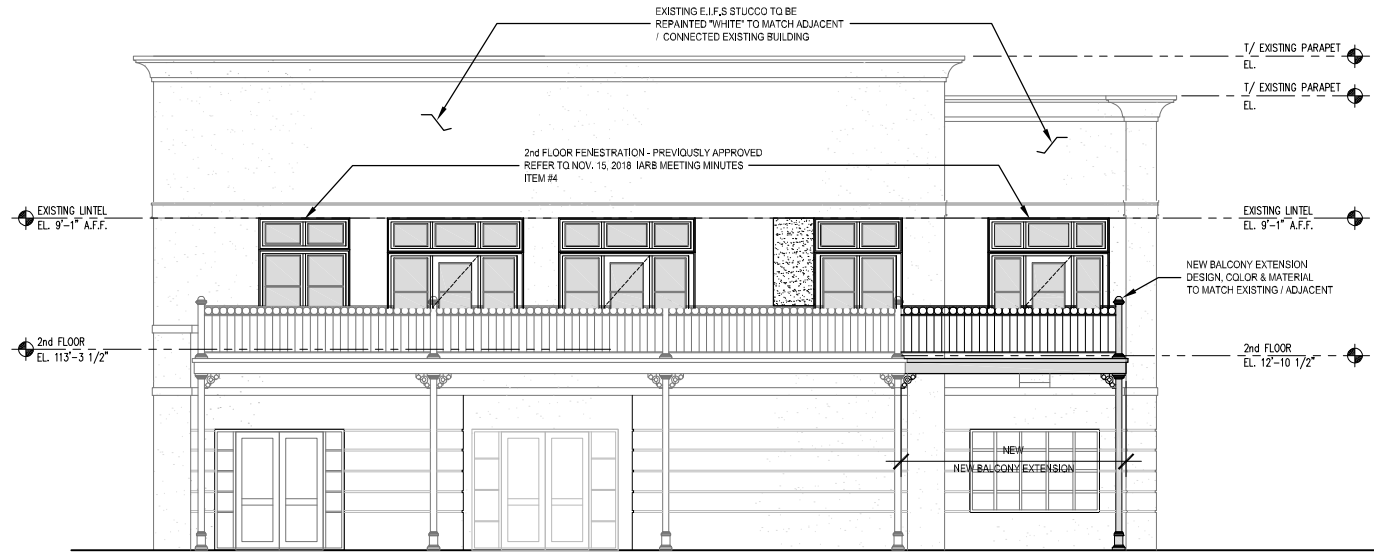 EXISTING E.I.F.S STUCCO TO BE
REPAINTED "WHITE" TO MATCH ADJACENT
/ CONNECTED EXISTING BUILDING
T/ EXISTING PARAPET
EL.
T/ EXISTING PARAPET
EL.
2nd FLOOR FENESTRATION - PREVIOUSLY APPROVED
REFER TO NOV. 15, 2018 IARB MEETING MINUTES
ITEM #4
EXISTING LINTEL
EL. 9'-1" A.F.F.
EXISTING LINTEL
EL. 9'-1" A.F.F.
NEW BALCONY EXTENSION
DESIGN, COLOR & MATERIAL
TO MATCH EXISTING / ADJACENT
2nd FLOOR
EL. 113'-3 1/2"
2nd FLOOR
EL. 12'-10 1/2"
NEW
NEW BALCONY EXTENSION